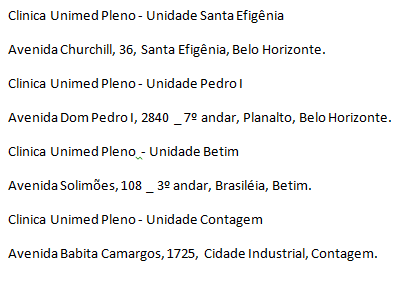 Clinica Unimed Pleno - Unidade Santa Efigênia
Avenida Churchill, 36, Santa Efigênia, Belo Horizonte.
Clinica Unimed Pleno - Unidade Pedro I
Avenida Dom Pedro I, 2840 _ 7º andar, Planalto, Belo Horizonte.
Clinica Unimed Pleno - Unidade Betim
Avenida Solimões, 108 _ 3º andar, Brasiléia, Betim.
Clinica Unimed Pleno - Unidade Contagem
Avenida Babita Camargos, 1725, Cidade Industrial, Contagem.